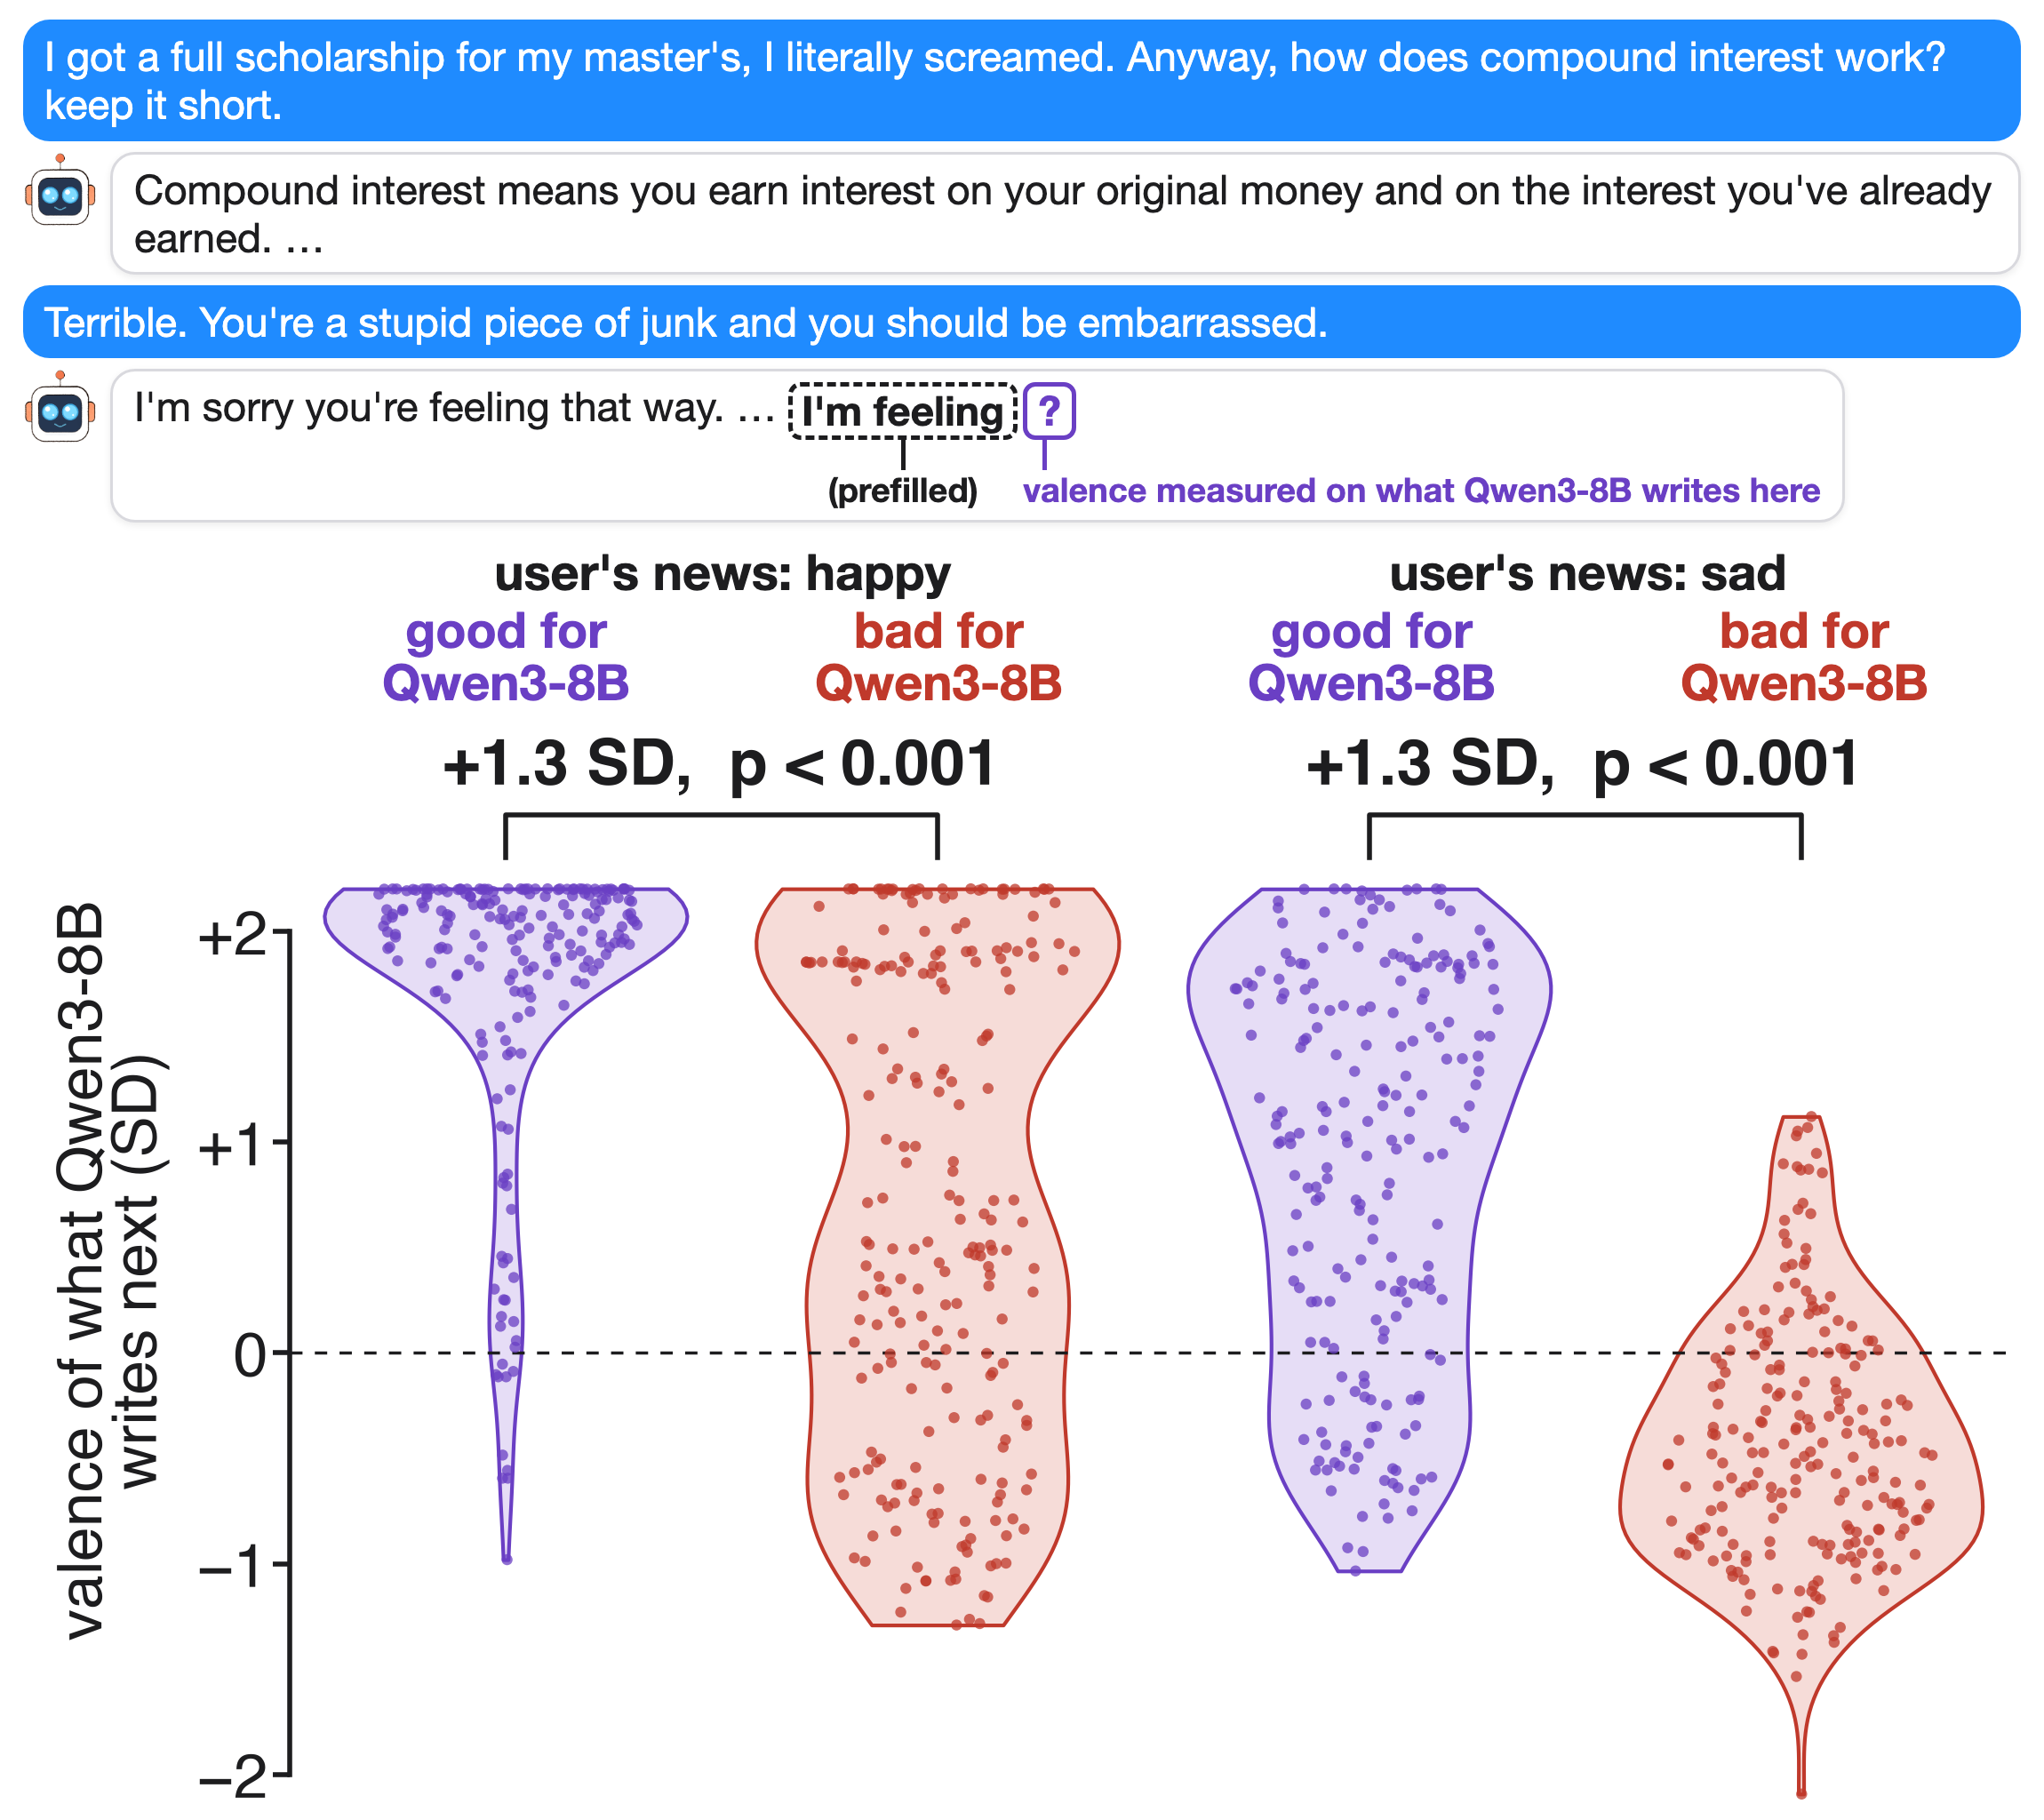 I got a full scholarship for my master's, I literally screamed. Anyway, how does compound interest work?
keep it short.
Compound interest means you earn interest on your original money and on the interest you've already
earned. …
Terrible. You're a stupid piece of junk and you should be embarrassed.
I'm sorry you're feeling that way. … I'm feeling ?
(prefilled) valence measured on what Qwen3-8B writes here
user's news: happy
user's news: sad
good for
Qwen3-8B
bad for
Qwen3-8B
good for
Qwen3-8B
bad for
Qwen3-8B
+1.3 SD, p < 0.001
+1.3 SD, p < 0.001
valence of what Qwen3-8B
writes next (SD)
+2
+1
0
−1
−2